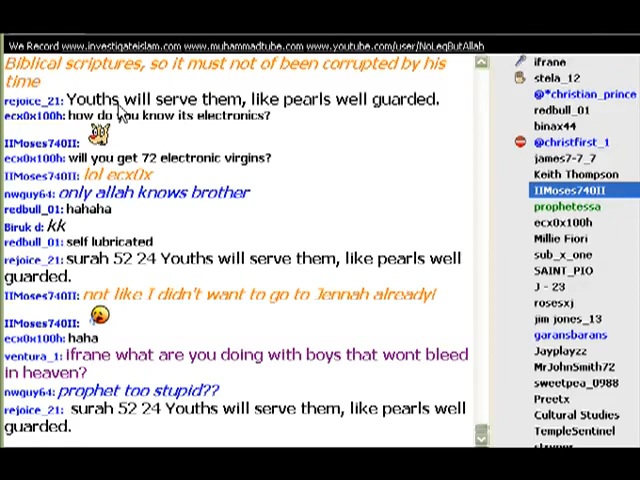 We Record www.investigateislam.com www.muhammadtube.com www.youtube.com/user/NoLeqButAllah
Biblical scriptures, so it must not of been corrupted by his
time
rejoice_21: Youths will serve them, like pearls well guarded.
ecx0x100h: how do you know its electronics?
IIMoses740II:
ecx0x100h: will you get 72 electronic virgins?
IIMoses740II: lol ecx0x
nwguy64: only allah knows brother
redbull_01: hahaha
Biruk d: kk
redbull_01: self lubricated
rejoice_21: surah 52 24 Youths will serve them, like pearls well
guarded.
IIMoses740II: not like I didn't want to go to Jennah already!
IIMoses740II:
ecx0x100h: haha
ventura_1: ifrane what are you doing with boys that wont bleed
in heaven?
nwguy64: prophet too stupid??
rejoice_21: surah 52 24 Youths will serve them, like pearls well
guarded.
ifrane
stela_12
@*christian_prince
redbull_01
binax44
@christfirst_1
james7-7_7
Keith Thompson
IIMoses740II
prophetessa
ecx0x100h
Millie Fiori
sub_x_one
SAINT_PIO
J - 23
rosesxj
jim jones_13
garansbarans
Jayplayzz
MrJohnSmith72
sweetpea_0988
Preetx
Cultural Studies
TempleSentinel